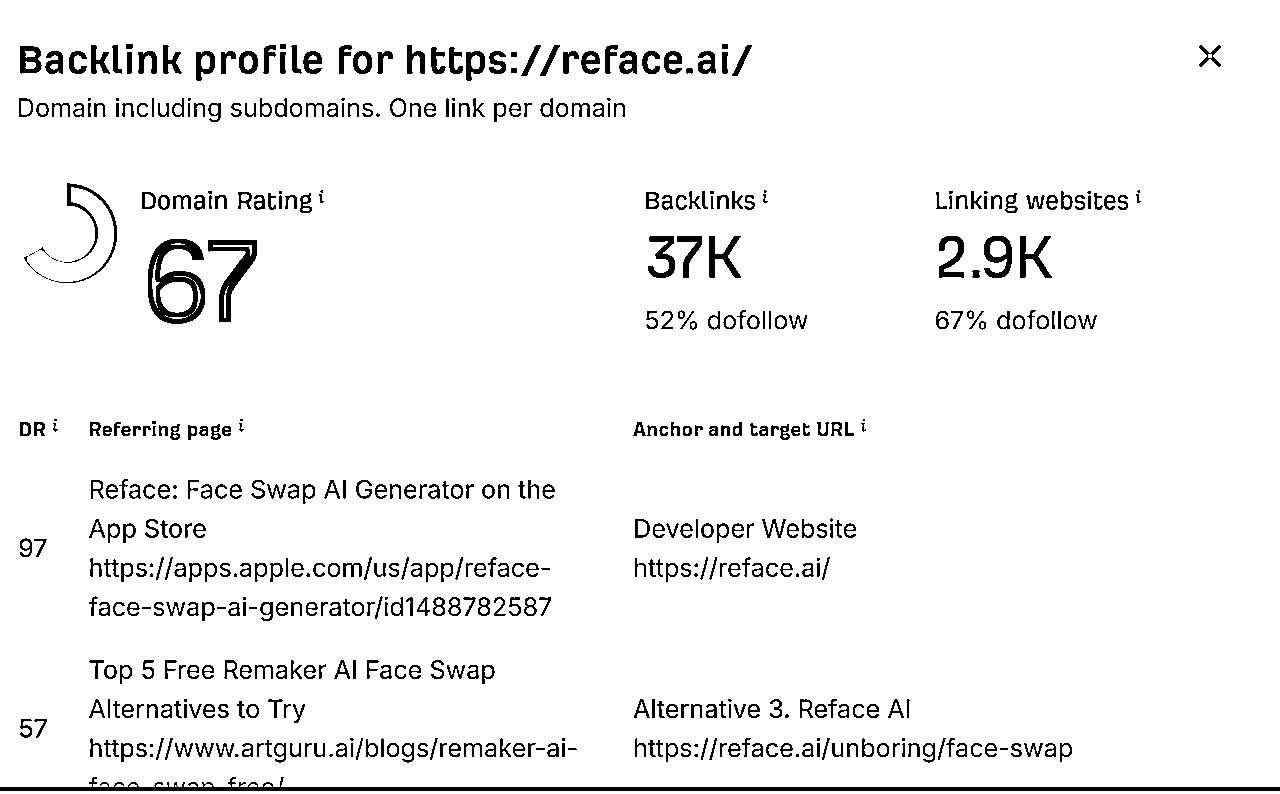 Backlink profile for https://reface.ai/
Domain including subdomains. One link per domain
Domain Rating i
67
Backlinks i
37K
52% dofollow
Linking websites i
2.9K
67% dofollow
DR i Referring page i Anchor and target URL i
97
Reface: Face Swap AI Generator on the
App Store
https://apps.apple.com/us/app/reface-
face-swap-ai-generator/id1488782587
Developer Website
https://reface.ai/
57
Top 5 Free Remaker AI Face Swap
Alternatives to Try
https://www.artguru.ai/blogs/remaker-ai-
face-swap-free/
Alternative 3. Reface AI
https://reface.ai/unboring/face-swap